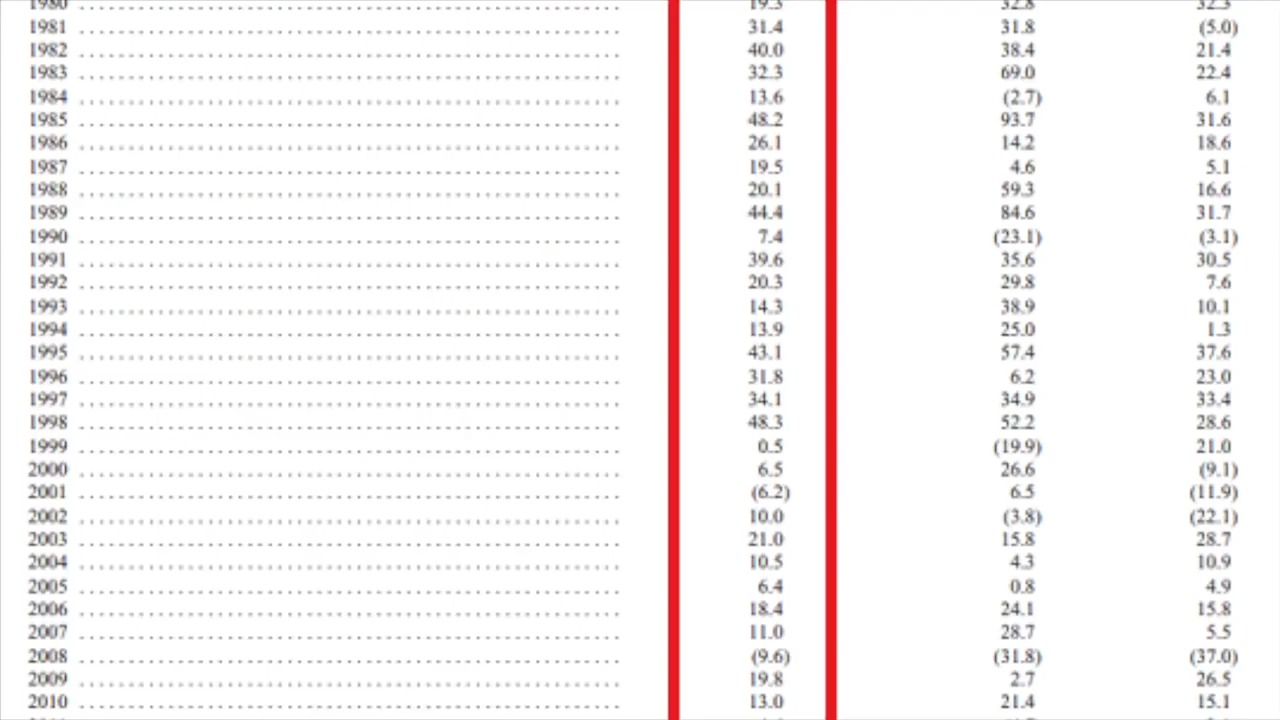 1980 19.3 32.8 32.3
1981 31.4 31.8 (5.0)
1982 40.0 38.4 21.4
1983 32.3 69.0 22.4
1984 13.6 (2.7) 6.1
1985 48.2 93.7 31.6
1986 26.1 14.2 18.6
1987 19.5 4.6 5.1
1988 20.1 59.3 16.6
1989 44.4 84.6 31.7
1990 7.4 (23.1) (3.1)
1991 39.6 35.6 30.5
1992 20.3 29.8 7.6
1993 14.3 38.9 10.1
1994 13.9 25.0 1.3
1995 43.1 57.4 37.6
1996 31.8 6.2 23.0
1997 34.1 34.9 33.4
1998 48.3 52.2 28.6
1999 0.5 (19.9) 21.0
2000 6.5 26.6 (9.1)
2001 (6.2) 6.5 (11.9)
2002 10.0 (3.8) (22.1)
2003 21.0 15.8 28.7
2004 10.5 4.3 10.9
2005 6.4 0.8 4.9
2006 18.4 24.1 15.8
2007 11.0 28.7 5.5
2008 (9.6) (31.8) (37.0)
2009 19.8 2.7 26.5
2010 13.0 21.4 15.1